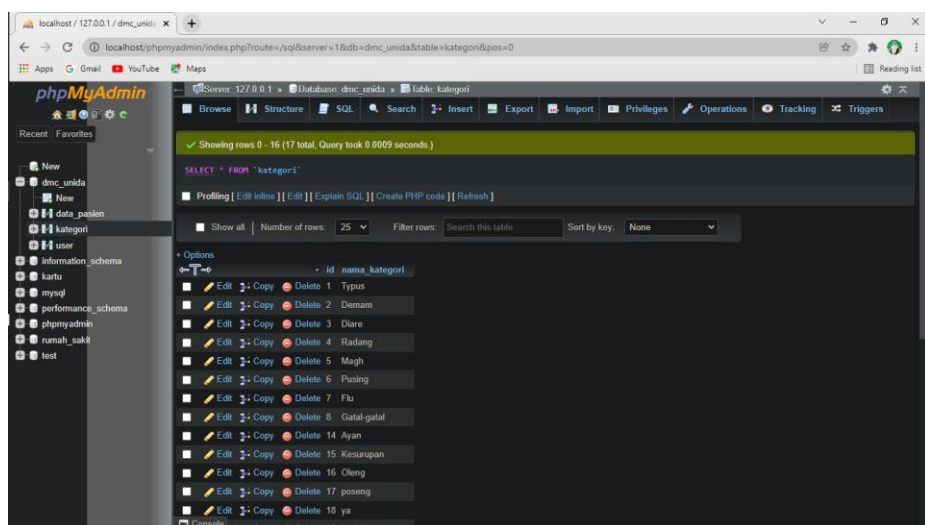 localhost / 127.0.0.1 / dmc_unida
localhost/phpmyadmin/index.php?route=/sql&server=1&db=dmc_unida&table=kategori&pos=0
Apps Gmail YouTube Maps Reading list
phpMyAdmin
Server: 127.0.0.1 » Database: dmc_unida » Table: kategori
Browse Structure SQL Search Insert Export Import Privileges Operations Tracking Triggers
Recent Favorites
New
dmc_unida
New
data_pasien
kategori
user
information_schema
kartu
mysql
performance_schema
phpmyadmin
rumah_sakit
test
Showing rows 0 - 16 (17 total, Query took 0.0009 seconds.)
SELECT * FROM `kategori`
Profiling [ Edit inline ] [ Edit ] [ Explain SQL ] [ Create PHP code ] [ Refresh ]
Show all | Number of rows: 25 Filter rows: Search this table Sort by key: None
+ Options
id nama_kategori
Edit Copy Delete 1 Typus
Edit Copy Delete 2 Demam
Edit Copy Delete 3 Diare
Edit Copy Delete 4 Radang
Edit Copy Delete 5 Magh
Edit Copy Delete 6 Pusing
Edit Copy Delete 7 Flu
Edit Copy Delete 8 Gatal-gatal
Edit Copy Delete 14 Ayan
Edit Copy Delete 15 Kesurupan
Edit Copy Delete 16 Oleng
Edit Copy Delete 17 poseng
Edit Copy Delete 18 ya
Console